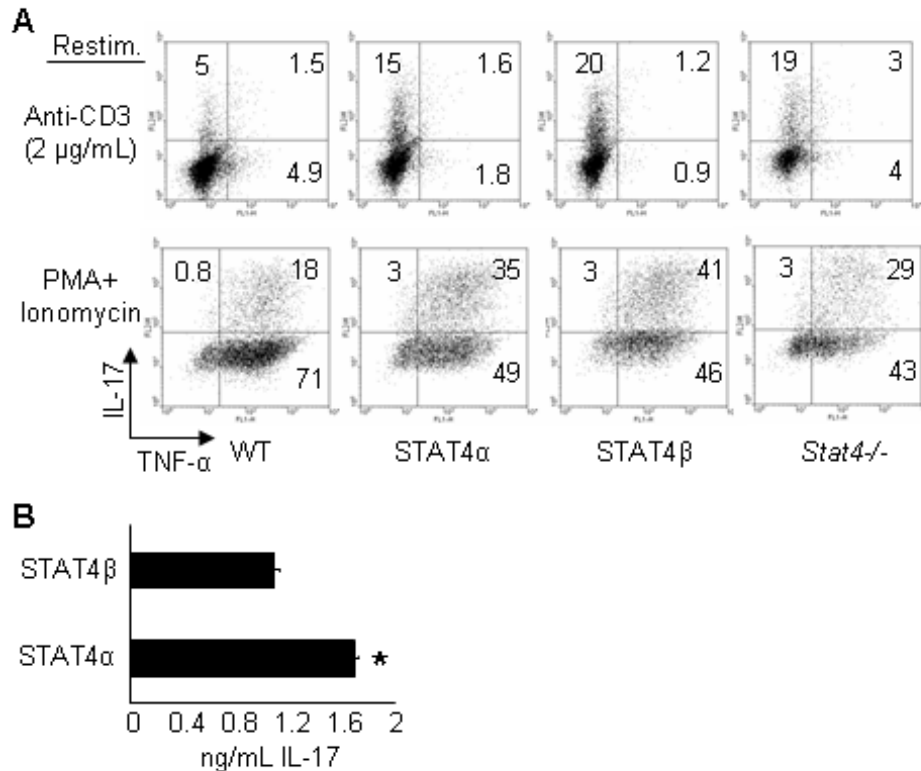 A
Restim.
Anti-CD3
(2 µg/mL)
5 1.5 4.9
15 1.6 1.8
20 1.2 0.9
19 3 4
PMA+
Ionomycin
0.8 18 71
3 35 49
3 41 46
3 29 43
IL-17
TNF-α
WT STAT4α STAT4β Stat4-/-
B
STAT4β
STAT4α
*
0 0.4 0.8 1.2 1.6 2
ng/mL IL-17